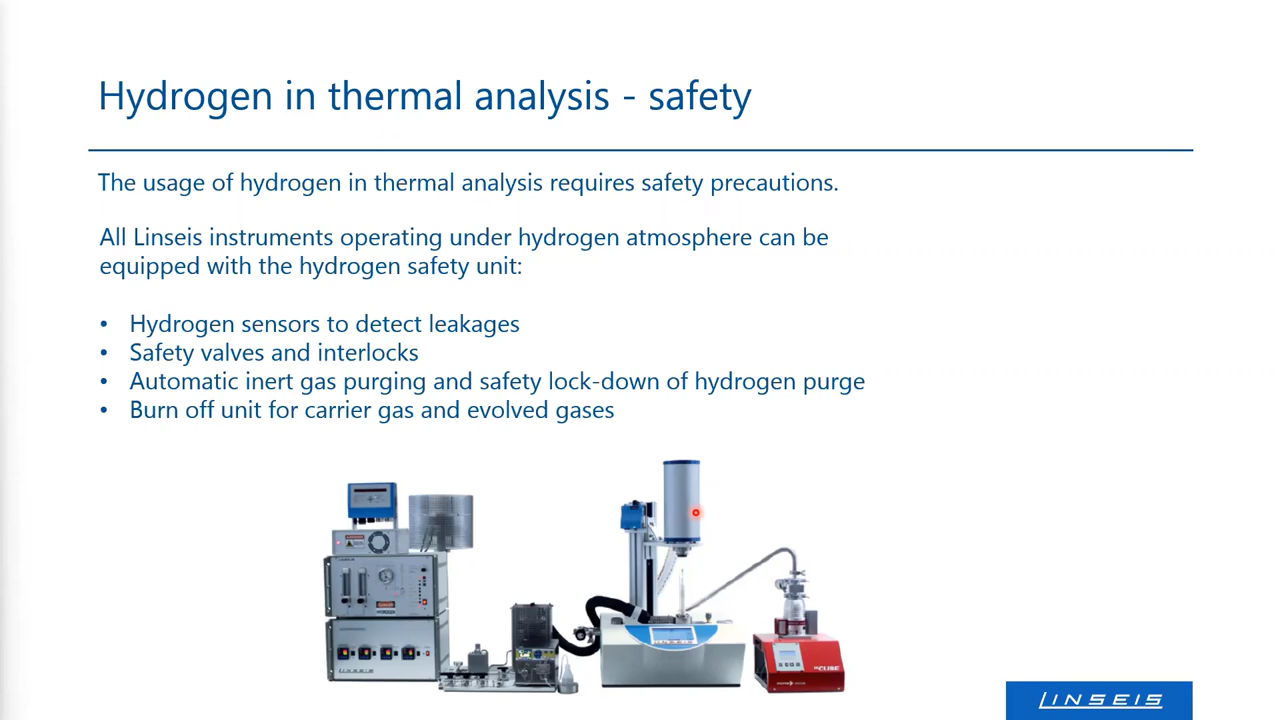 Hydrogen in thermal analysis - safety
The usage of hydrogen in thermal analysis requires safety precautions.
All Linseis instruments operating under hydrogen atmosphere can be
equipped with the hydrogen safety unit:
• Hydrogen sensors to detect leakages
• Safety valves and interlocks
• Automatic inert gas purging and safety lock-down of hydrogen purge
• Burn off unit for carrier gas and evolved gases
LINSEIS
LINSEIS
CUBE
LINSEIS